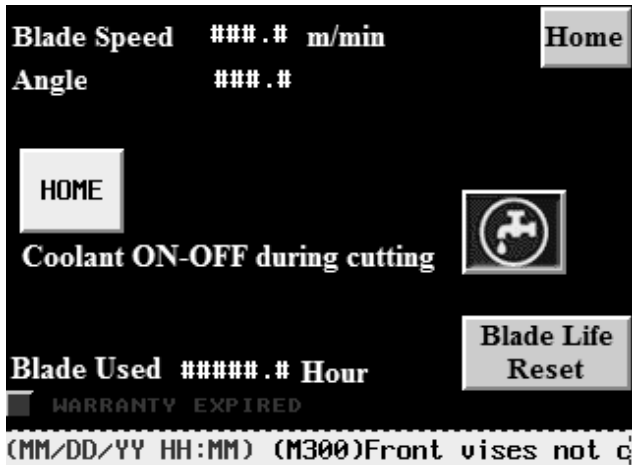 Blade Speed ###.# m/min Home
Angle ###.#
HOME
Coolant ON-OFF during cutting
Blade Life
Reset
Blade Used #####.# Hour
WARRANTY EXPIRED
(MM/DD/YY HH:MM) (M300)Front vises not